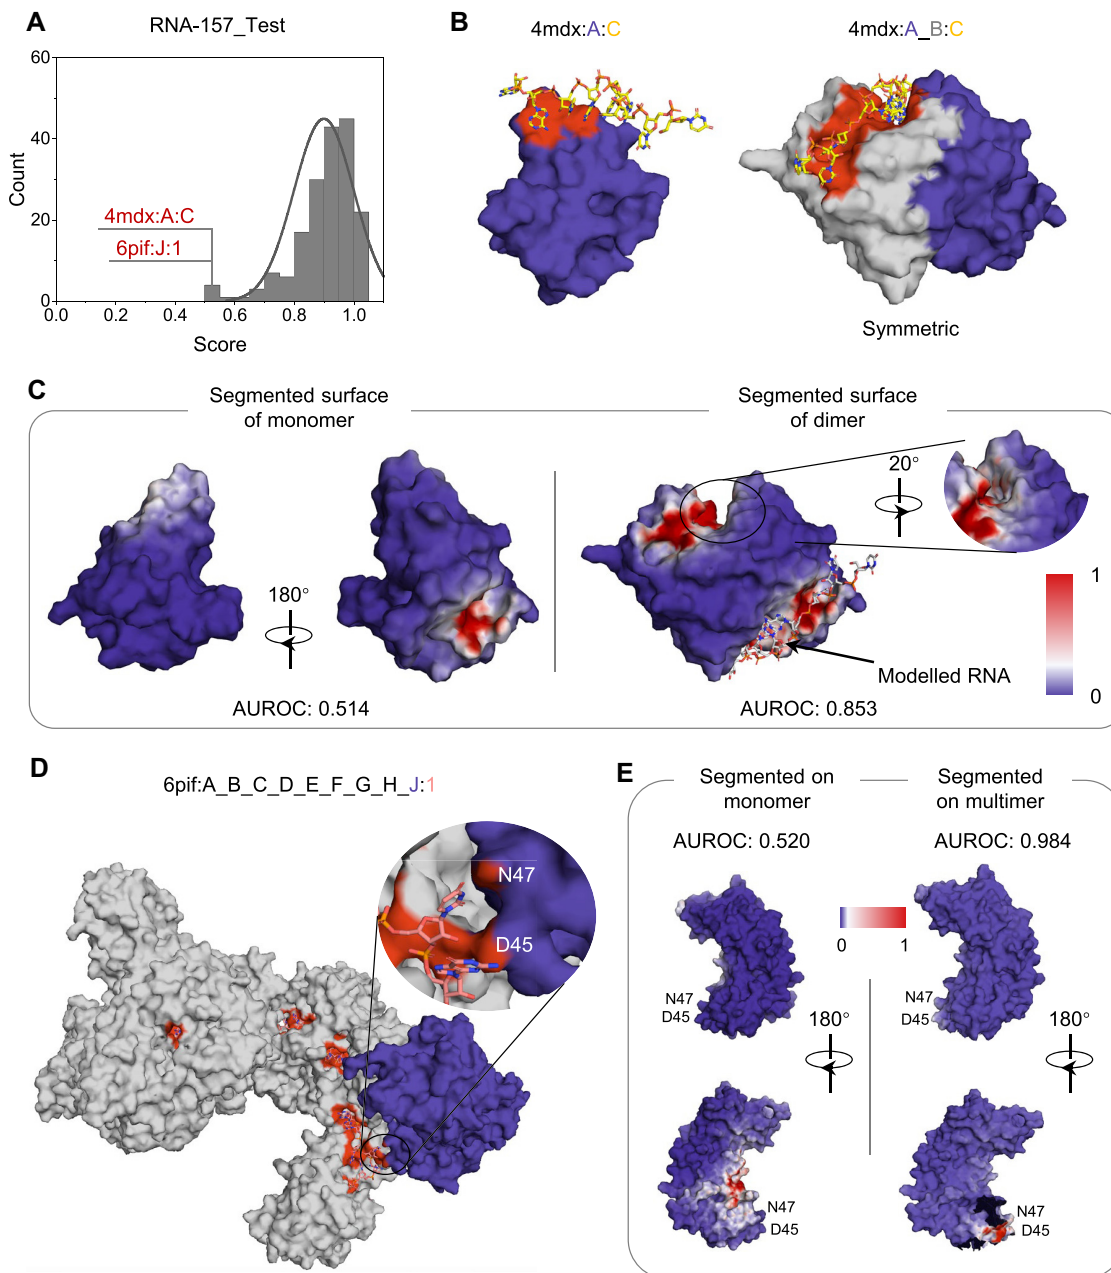 A
RNA-157_Test
60
40
20
0
Count
4mdx:A:C
6pif:J:1
0.0
0.2
0.4
0.6
0.8
1.0
Score
B
4mdx:A:C
4mdx:A_B:C
Symmetric
C
Segmented surface
of monomer
Segmented surface
of dimer
180°
20°
1
0
Modelled RNA
AUROC: 0.514
AUROC: 0.853
D
6pif:A_B_C_D_E_F_G_H_J:1
N47
D45
E
Segmented on
monomer
Segmented
on multimer
AUROC: 0.520
AUROC: 0.984
0
1
N47
D45
N47
D45
180°
180°
N47
D45
N47
D45